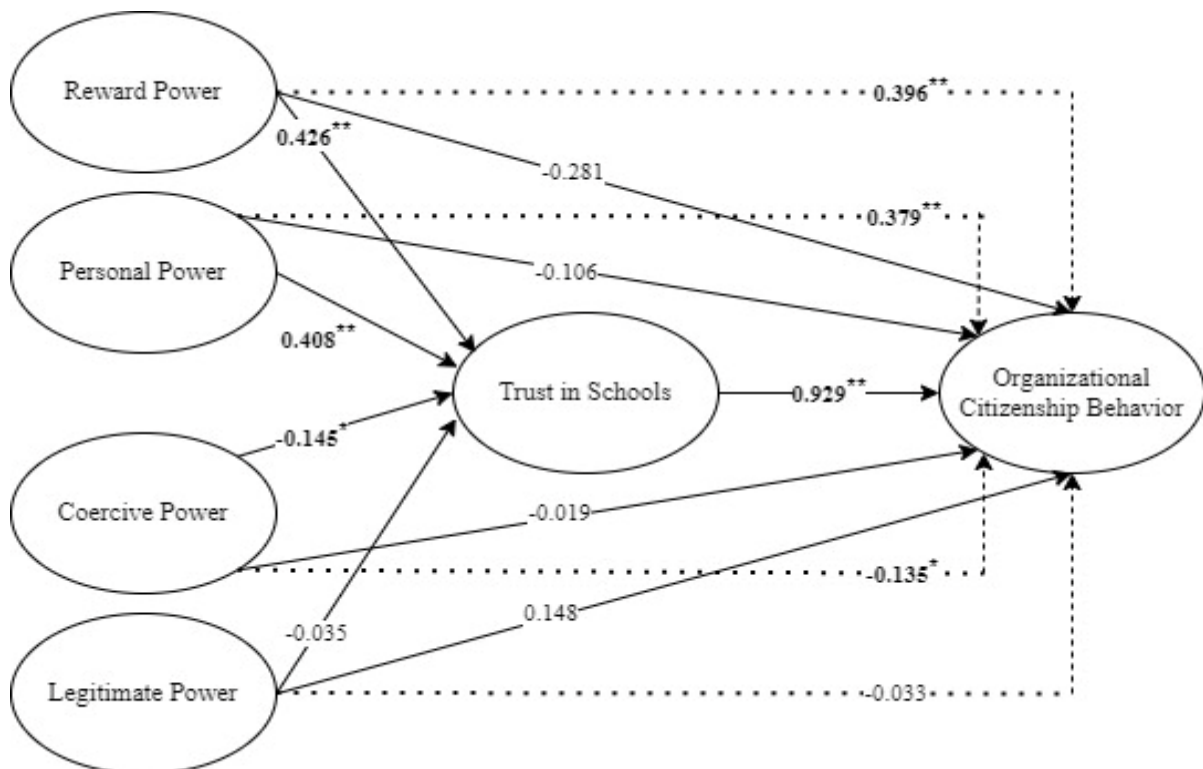 Reward Power
0.396**
0.426**
-0.281
0.379**
Personal Power
-0.106
0.408**
Trust in Schools
0.929**
Organizational
Citizenship Behavior
-0.145*
Coercive Power
-0.019
-0.135*
0.148
-0.035
Legitimate Power
-0.033